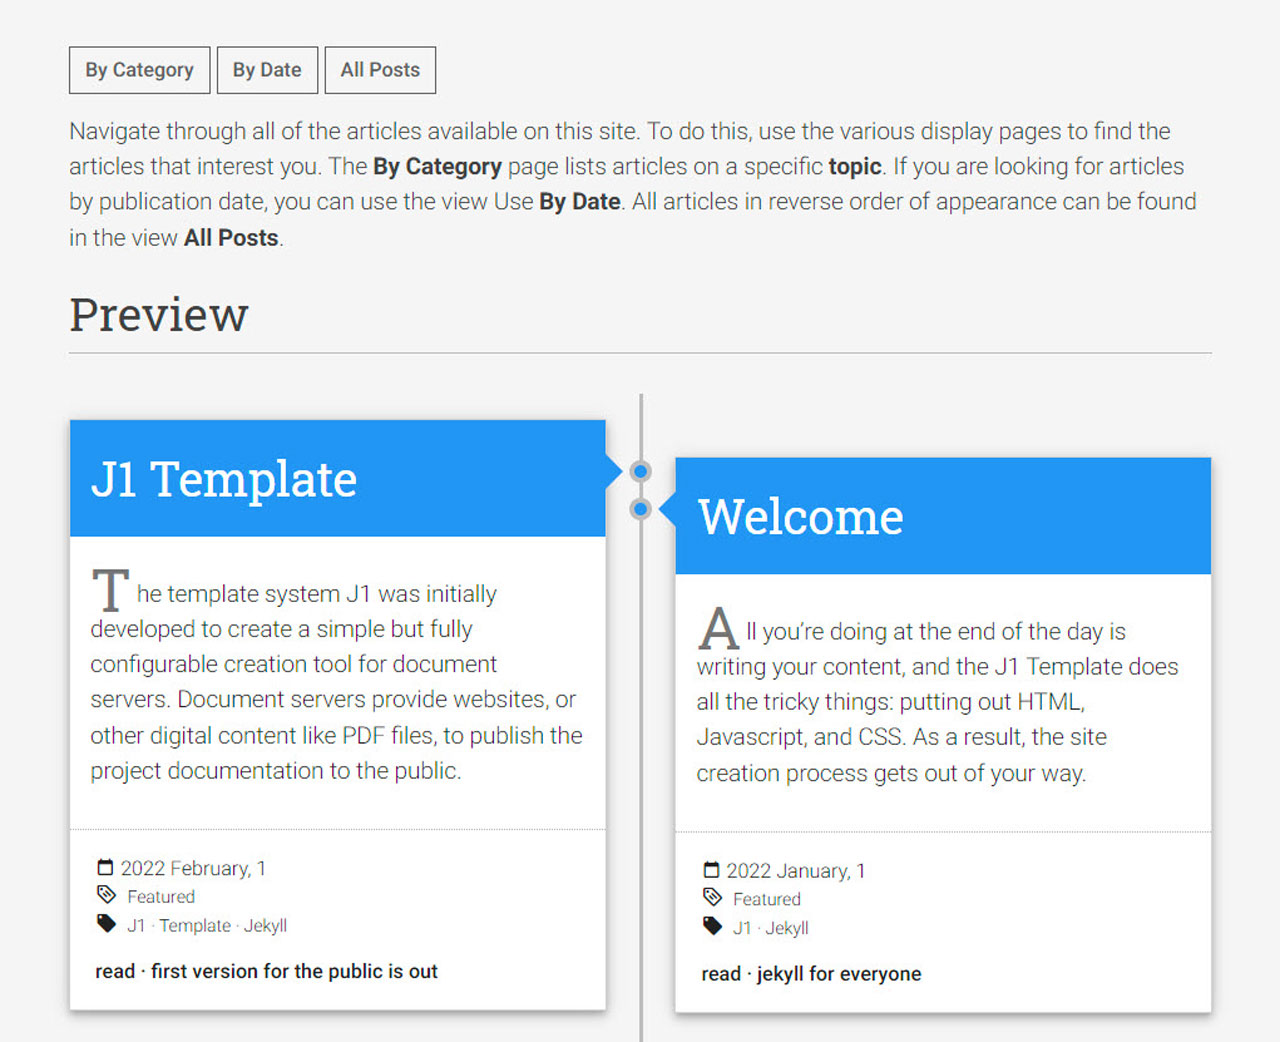 By Category By Date All Posts
Navigate through all of the articles available on this site. To do this, use the various display pages to find the
articles that interest you. The By Category page lists articles on a specific topic. If you are looking for articles
by publication date, you can use the view Use By Date. All articles in reverse order of appearance can be found
in the view All Posts.
Preview
J1 Template
The template system J1 was initially
developed to create a simple but fully
configurable creation tool for document
servers. Document servers provide websites, or
other digital content like PDF files, to publish the
project documentation to the public.
2022 February, 1
Featured
J1 · Template · Jekyll
read · first version for the public is out
Welcome
All you’re doing at the end of the day is
writing your content, and the J1 Template does
all the tricky things: putting out HTML,
Javascript, and CSS. As a result, the site
creation process gets out of your way.
2022 January, 1
Featured
J1 · Jekyll
read · jekyll for everyone